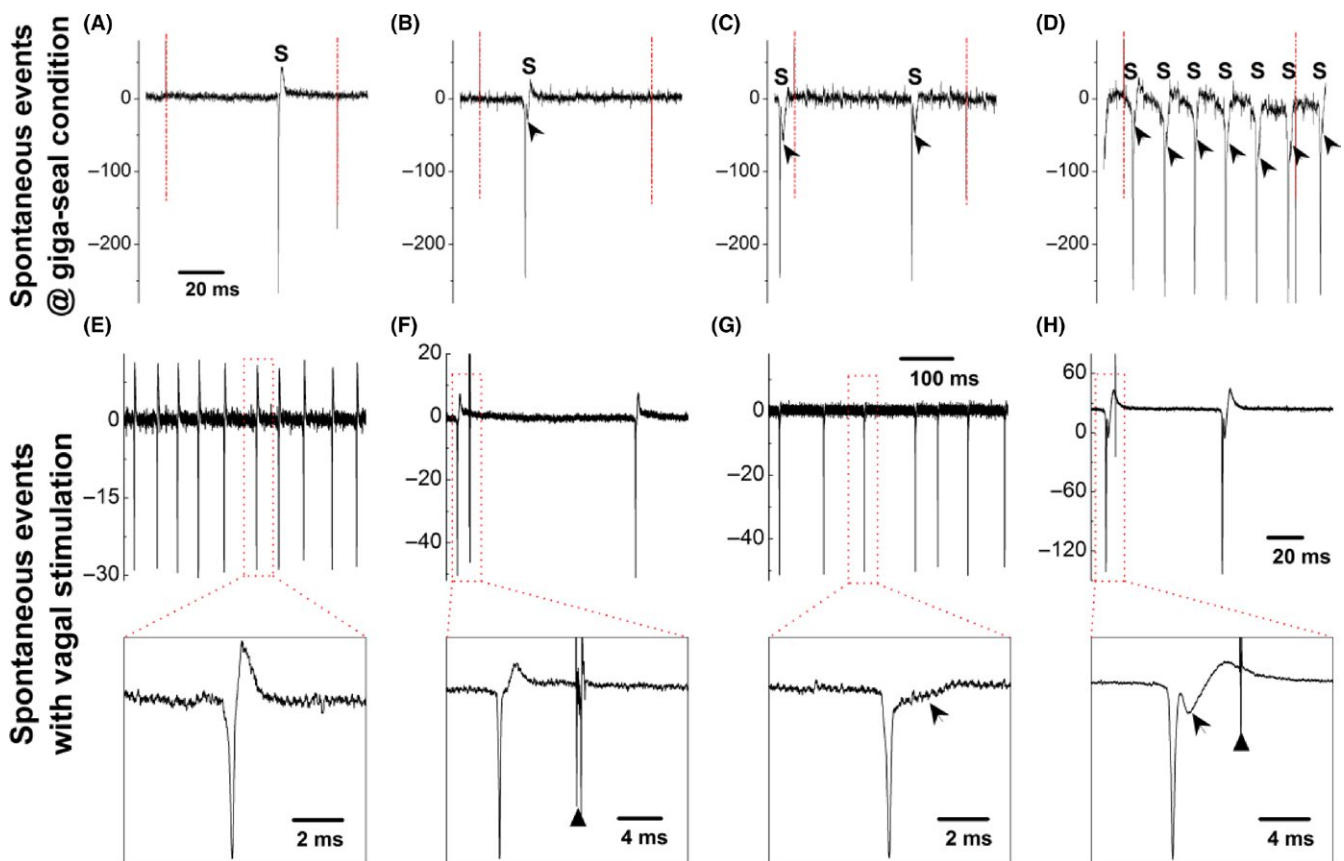 Spontaneous events
@ giga-seal condition
(A)
(B)
(C)
(D)
S
S
S
S
S
S
S
S
S
S
S
0
−100
−200
20 ms
0
−100
−200
0
−100
−200
0
−100
−200
Spontaneous events
with vagal stimulation
(E)
(F)
(G)
(H)
0
−15
−30
20
0
−20
−40
100 ms
0
−20
−40
60
0
−60
−120
20 ms
2 ms
4 ms
2 ms
4 ms